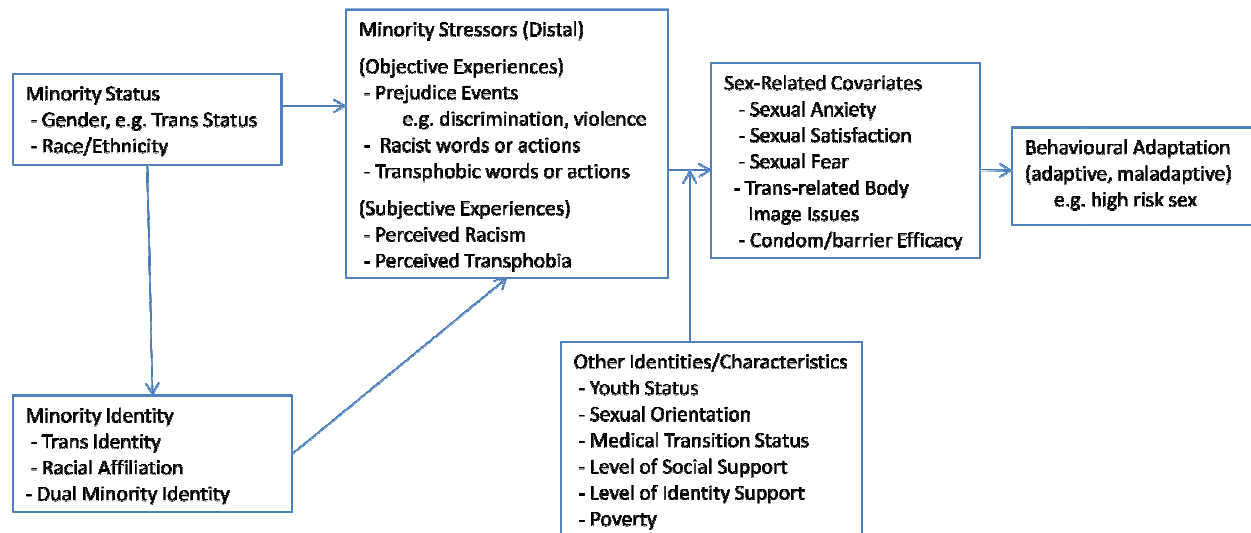 Minority Status
- Gender, e.g. Trans Status
- Race/Ethnicity
Minority Stressors (Distal)
(Objective Experiences)
- Prejudice Events
e.g. discrimination, violence
- Racist words or actions
- Transphobic words or actions
(Subjective Experiences)
- Perceived Racism
- Perceived Transphobia
Sex-Related Covariates
- Sexual Anxiety
- Sexual Satisfaction
- Sexual Fear
- Trans-related Body
Image Issues
- Condom/barrier Efficacy
Behavioural Adaptation
(adaptive, maladaptive)
e.g. high risk sex
Minority Identity
- Trans Identity
- Racial Affiliation
- Dual Minority Identity
Other Identities/Characteristics
- Youth Status
- Sexual Orientation
- Medical Transition Status
- Level of Social Support
- Level of Identity Support
- Poverty